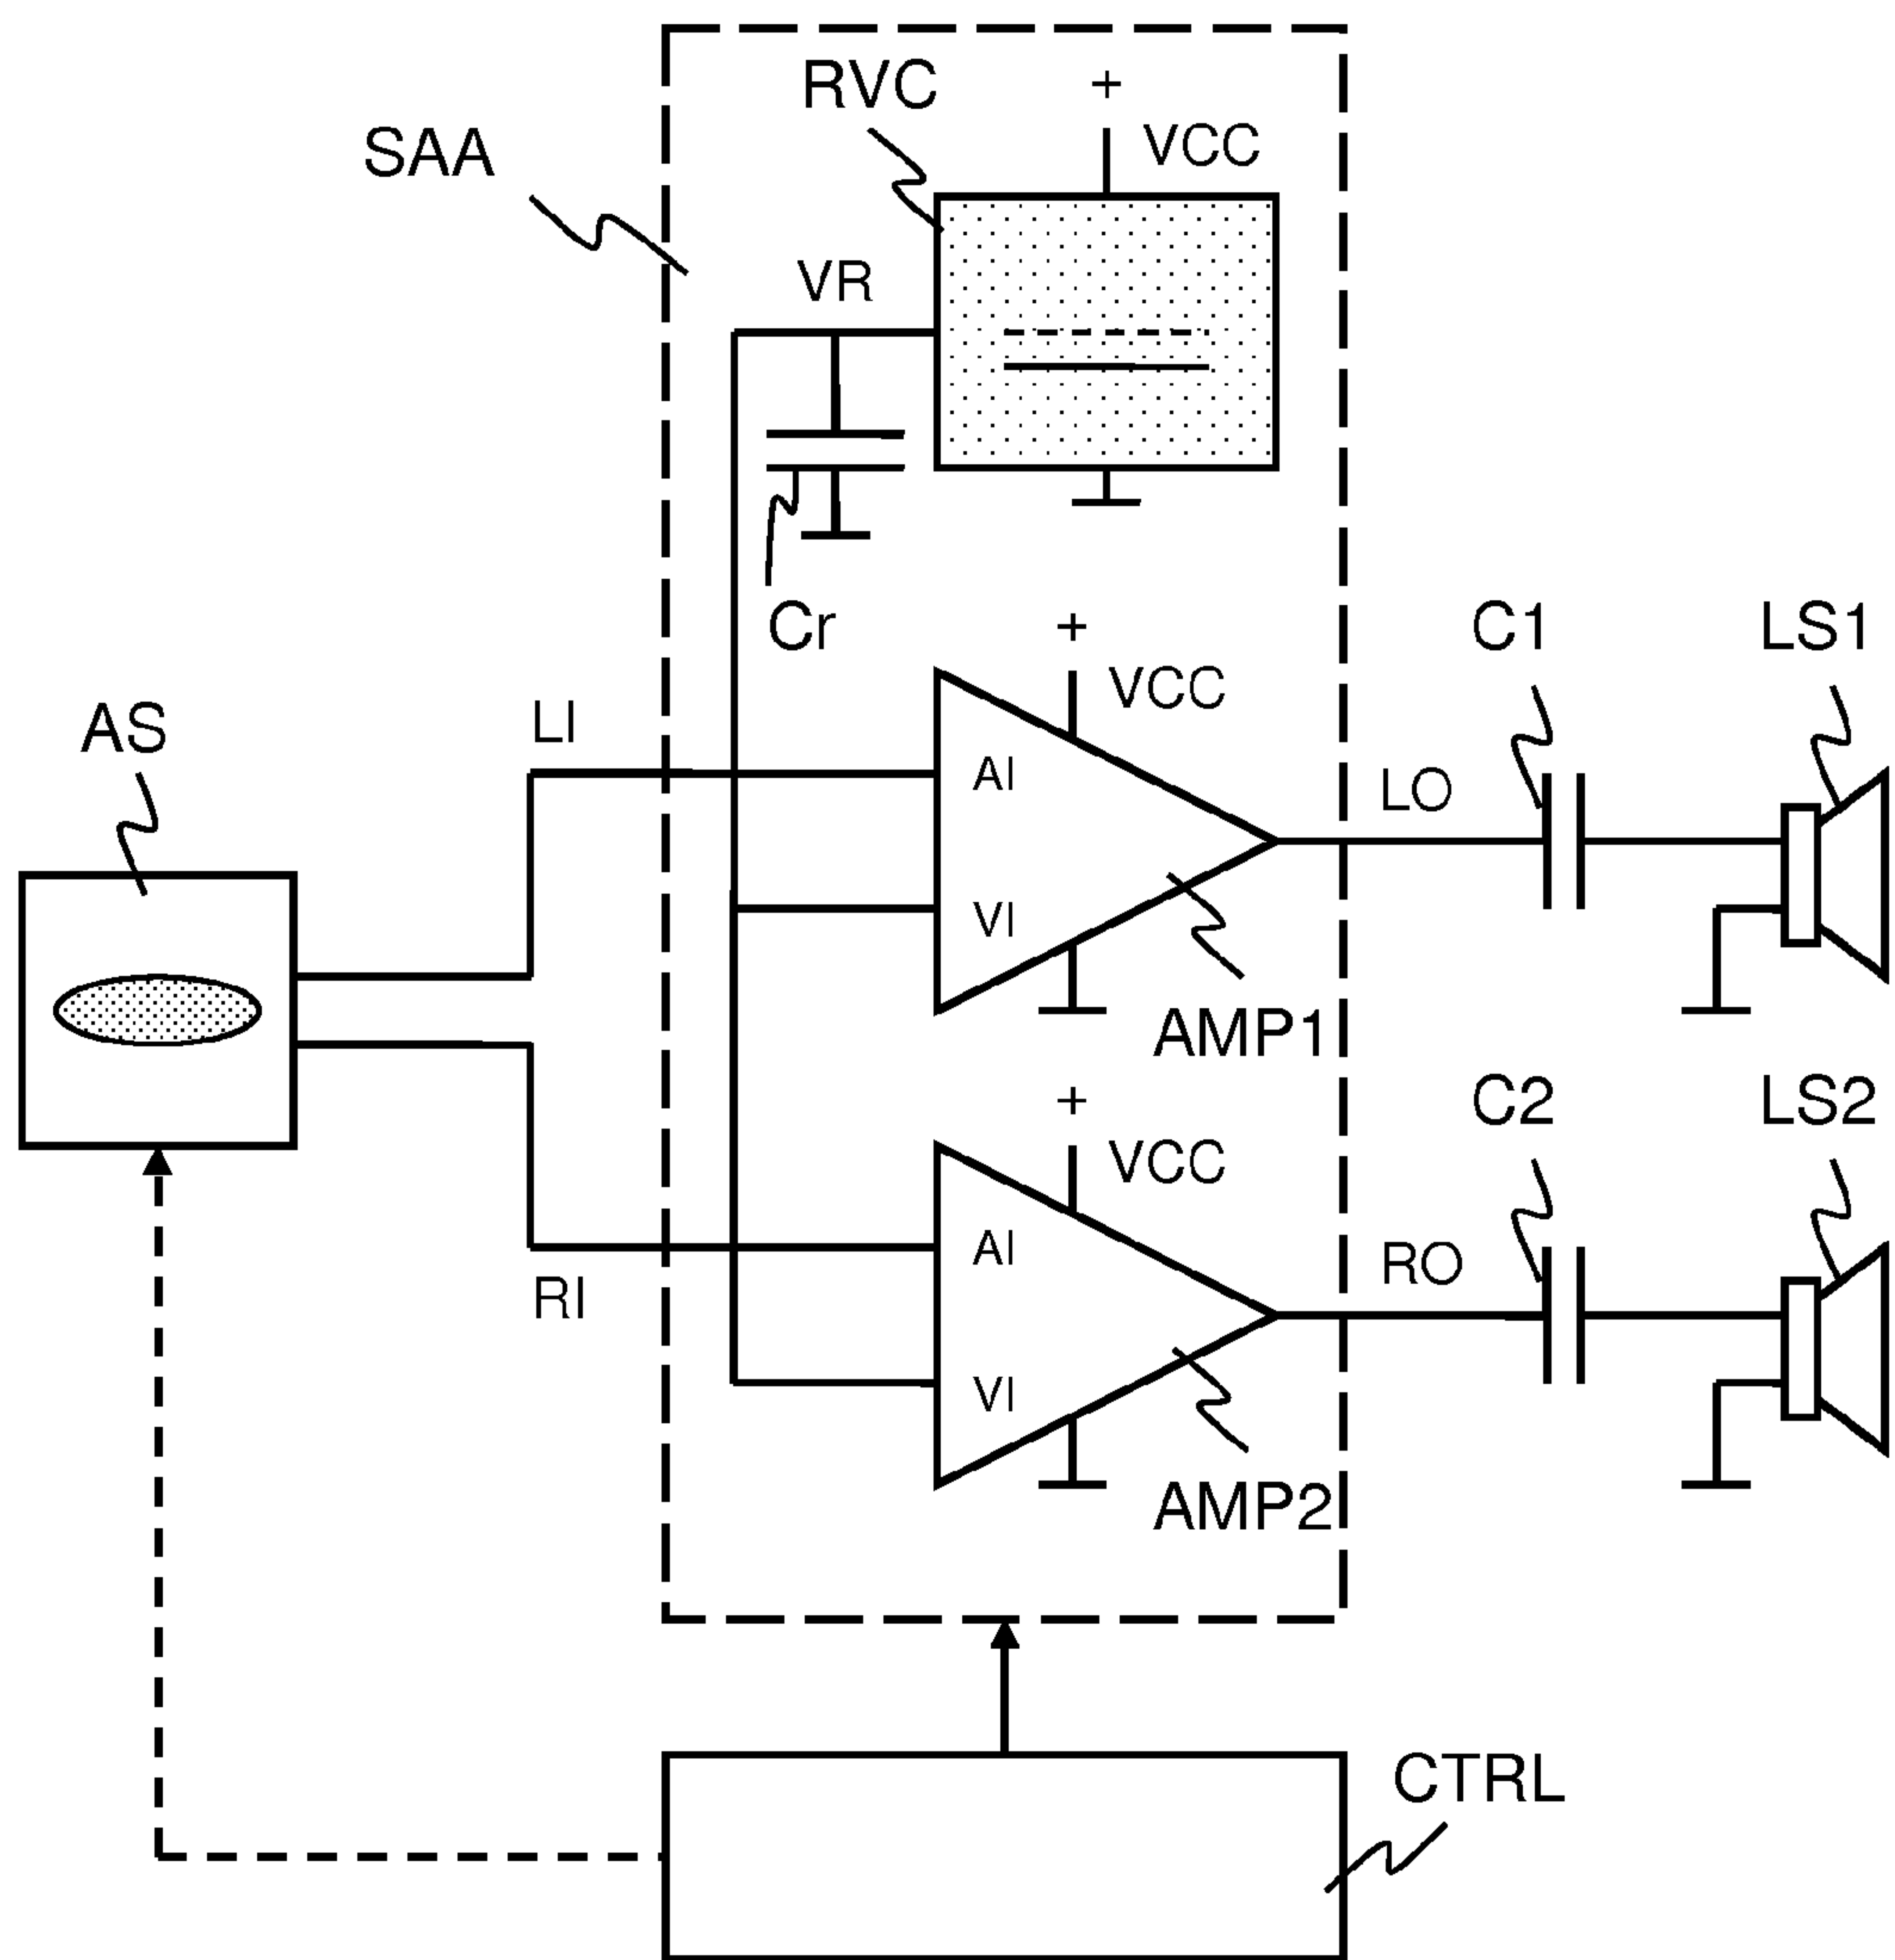 RVC
+
VCC
SAA
VR
Cr
+
VCC
C1
LS1
AS
LI
AI
LO
VI
AMP1
+
VCC
C2
LS2
AI
RO
RI
VI
AMP2
CTRL